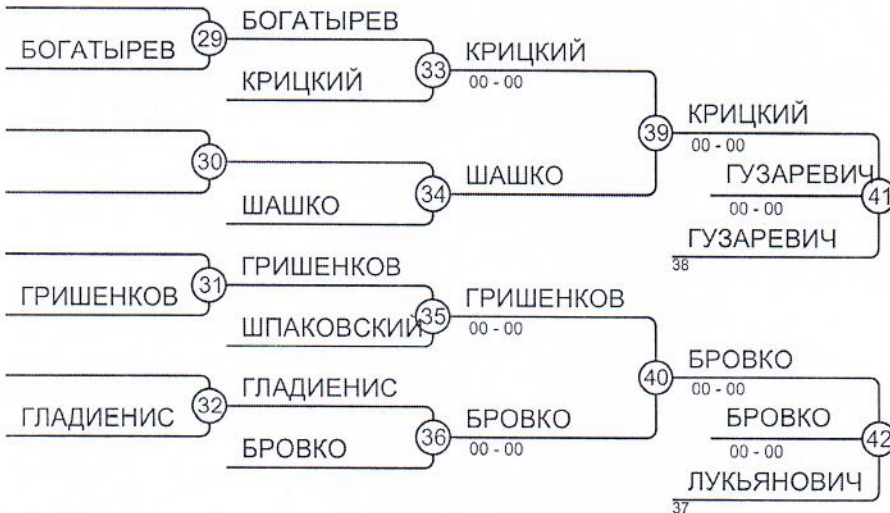 БОГАТЫРЕВ
БОГАТЫРЕВ 29
КРИЦКИЙ 33 КРИЦКИЙ
00 - 00
39 КРИЦКИЙ
00 - 00
30
ШАШКО 34 ШАШКО
ГУЗАРЕВИЧ 41
00 - 00
ГУЗАРЕВИЧ
38
ГРИШЕНКОВ
ГРИШЕНКОВ 31
ШПАКОВСКИЙ 35 ГРИШЕНКОВ
00 - 00
40 БРОВКО
00 - 00
ГЛАДИЕНИС
ГЛАДИЕНИС 32
БРОВКО 36 БРОВКО
00 - 00
БРОВКО 42
00 - 00
ЛУКЬЯНОВИЧ
37